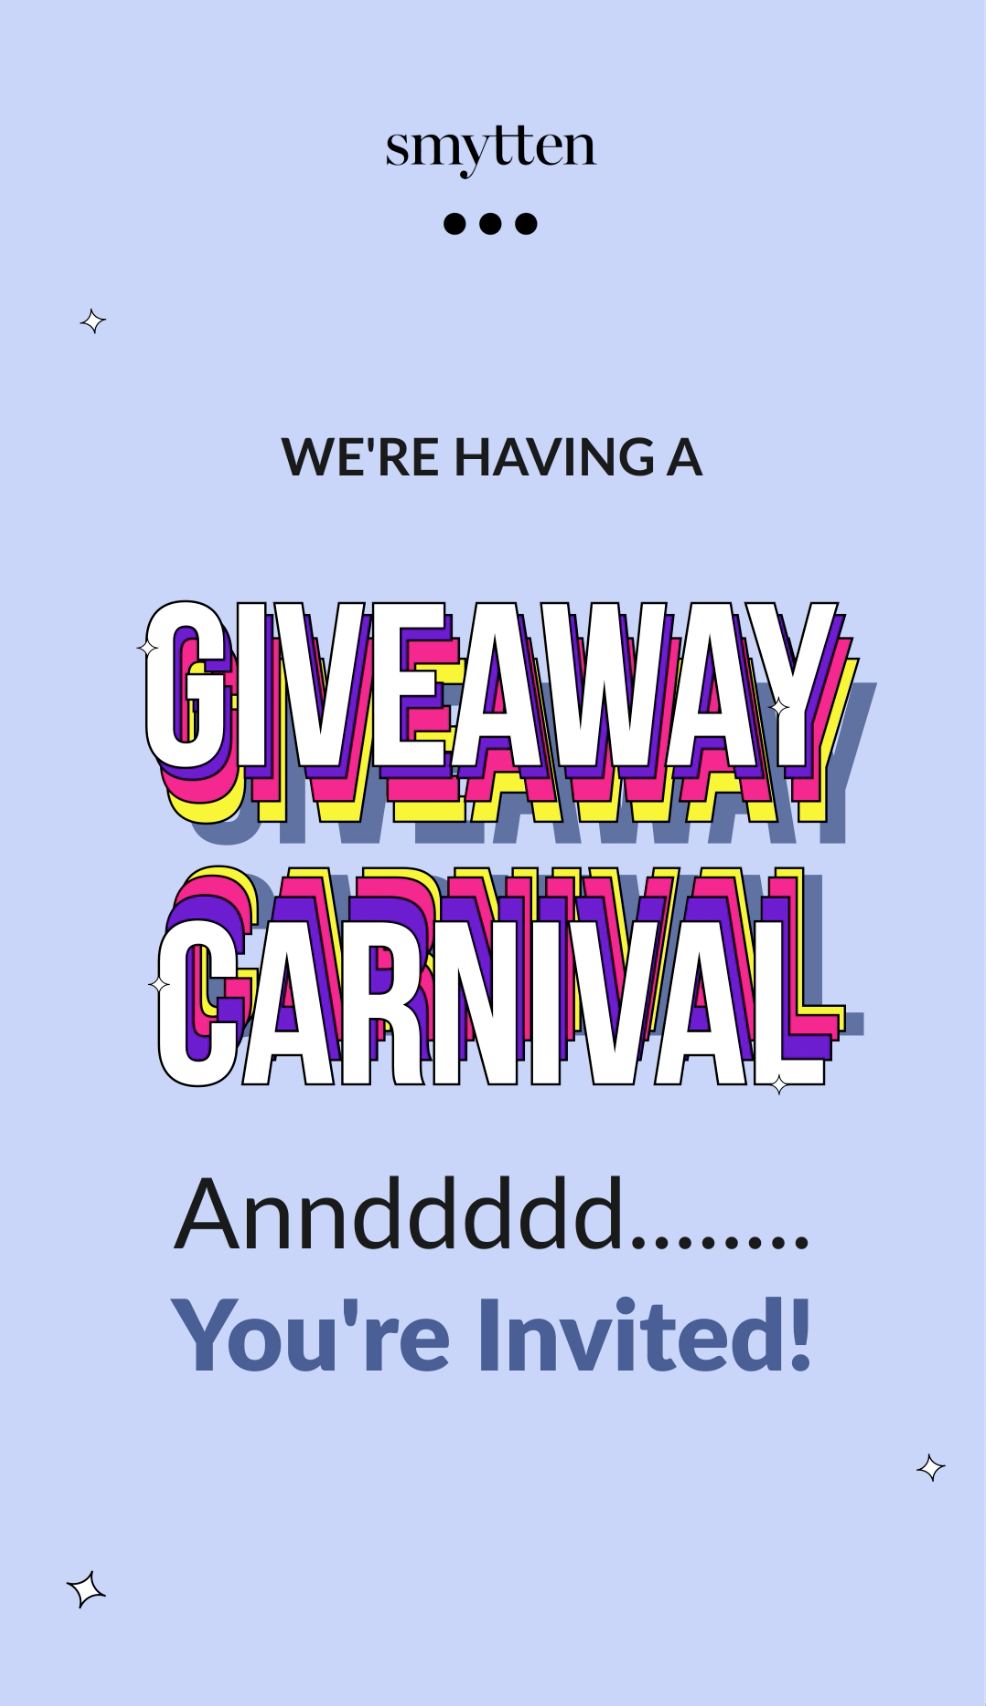 smytten
WE'RE HAVING A
GIVEAWAY
CARNIVAL
Annddddd........
You're Invited!